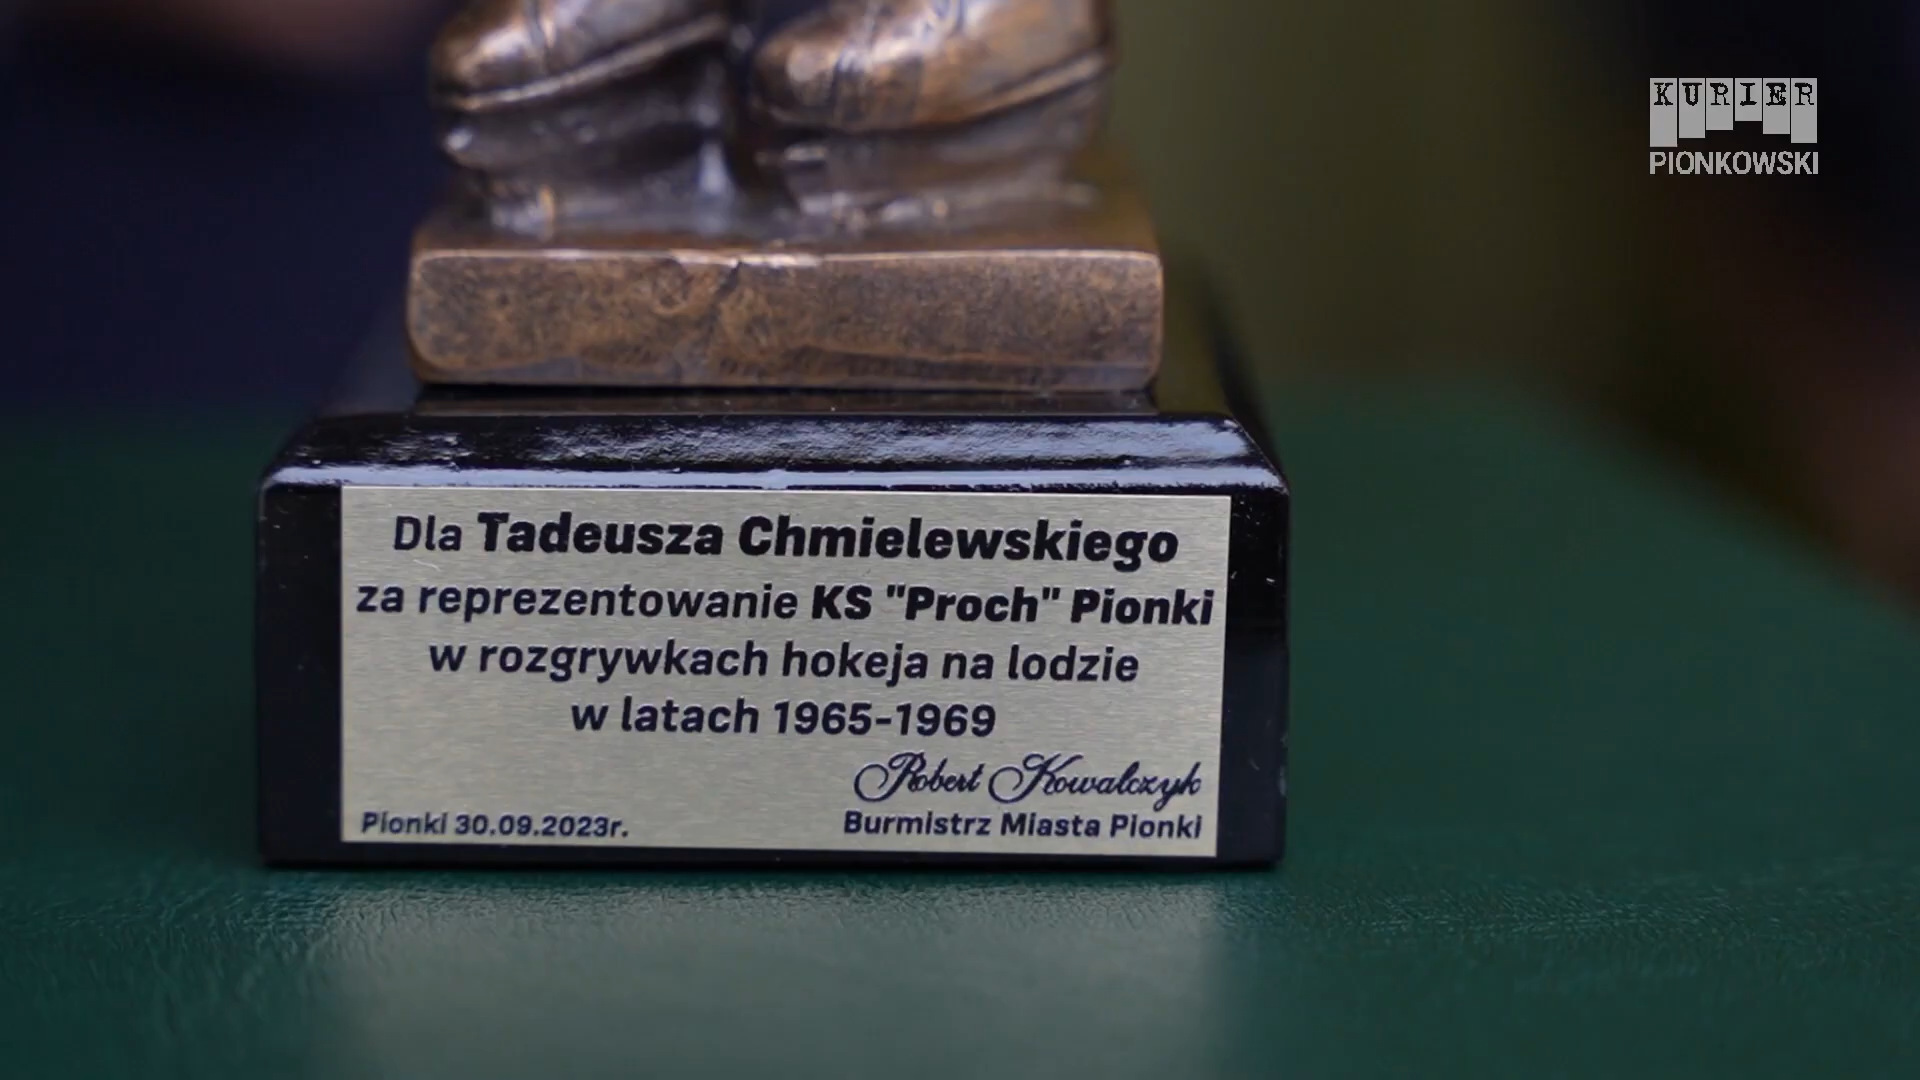 KURIER
PIONKOWSKI
Dla Tadeusza Chmielewskiego
za reprezentowanie KS "Proch" Pionki
w rozgrywkach hokeja na lodzie
w latach 1965-1969
Robert Kowalczyk
Pionki 30.09.2023r. Burmistrz Miasta Pionki